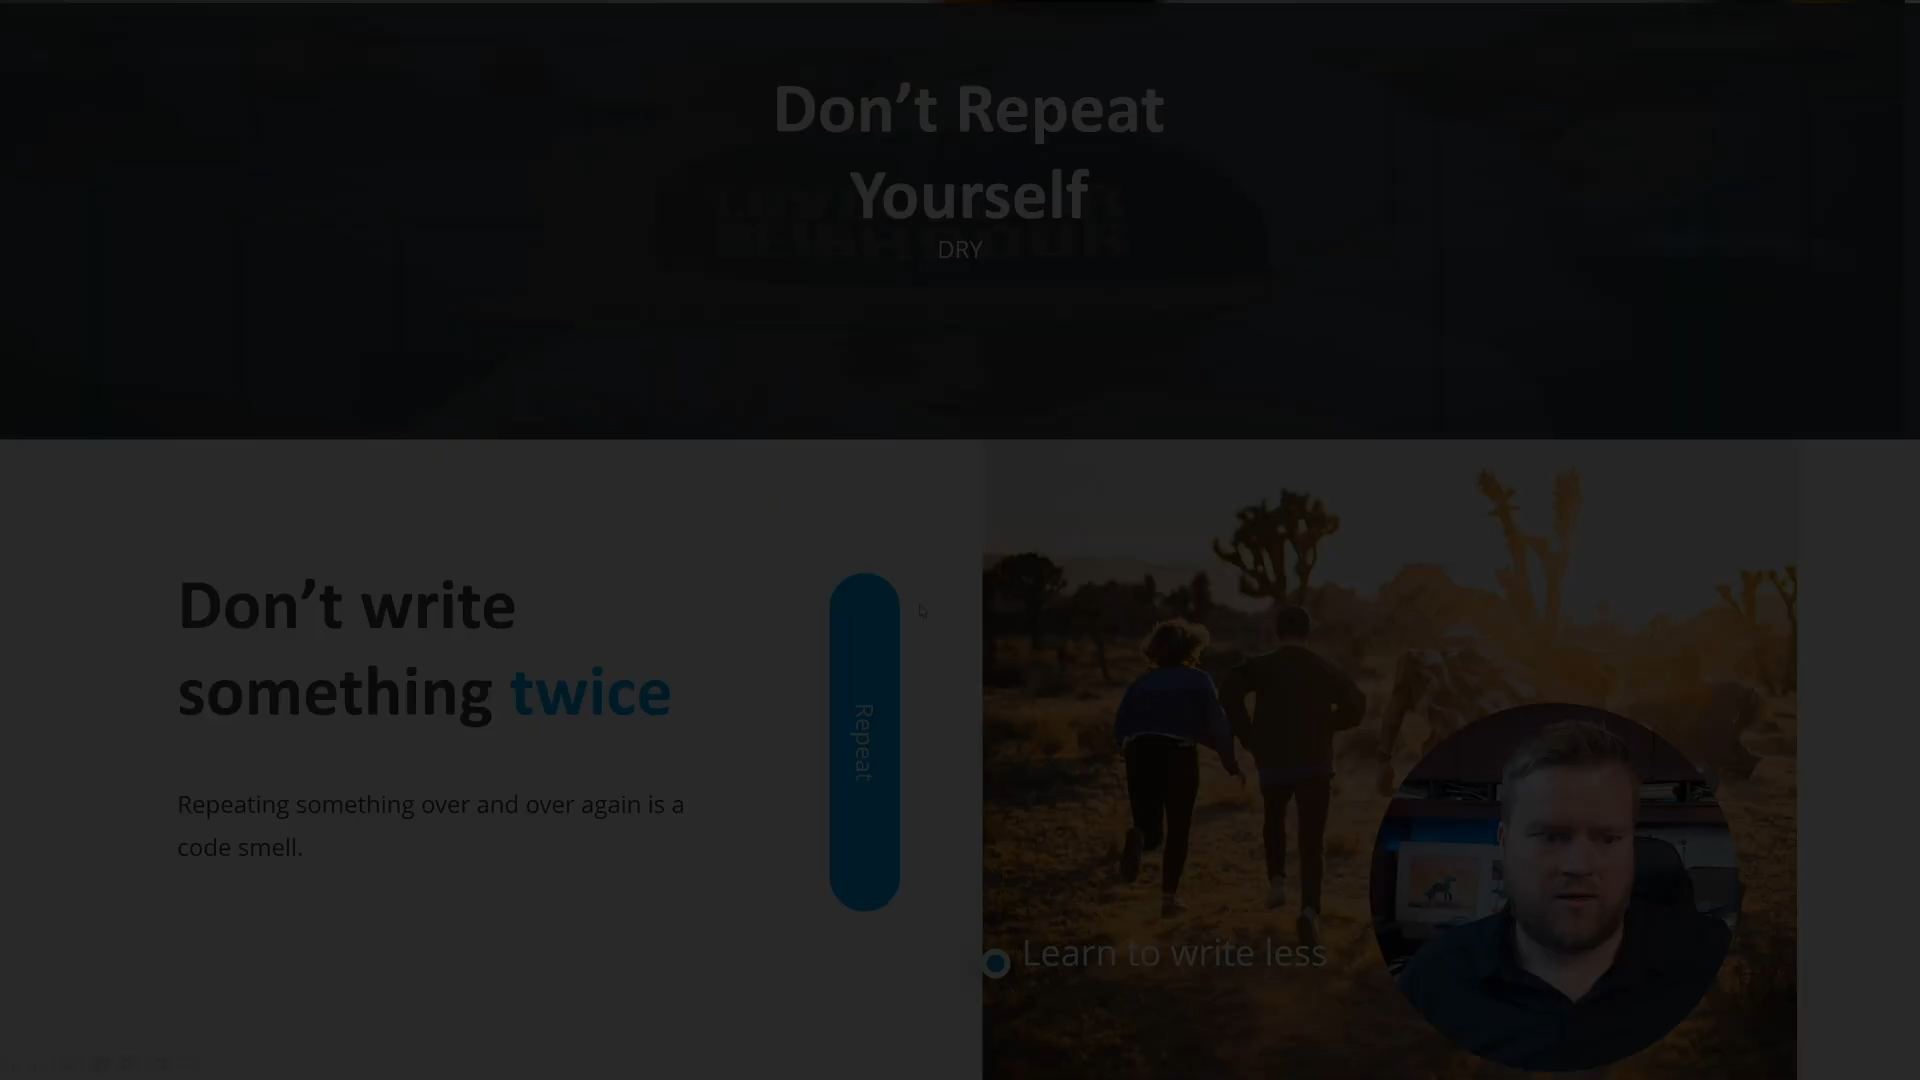 Don’t Repeat
Yourself
DRY
Don’t write
something twice
Repeat
Repeating something over and over again is a
code smell.
Learn to write less